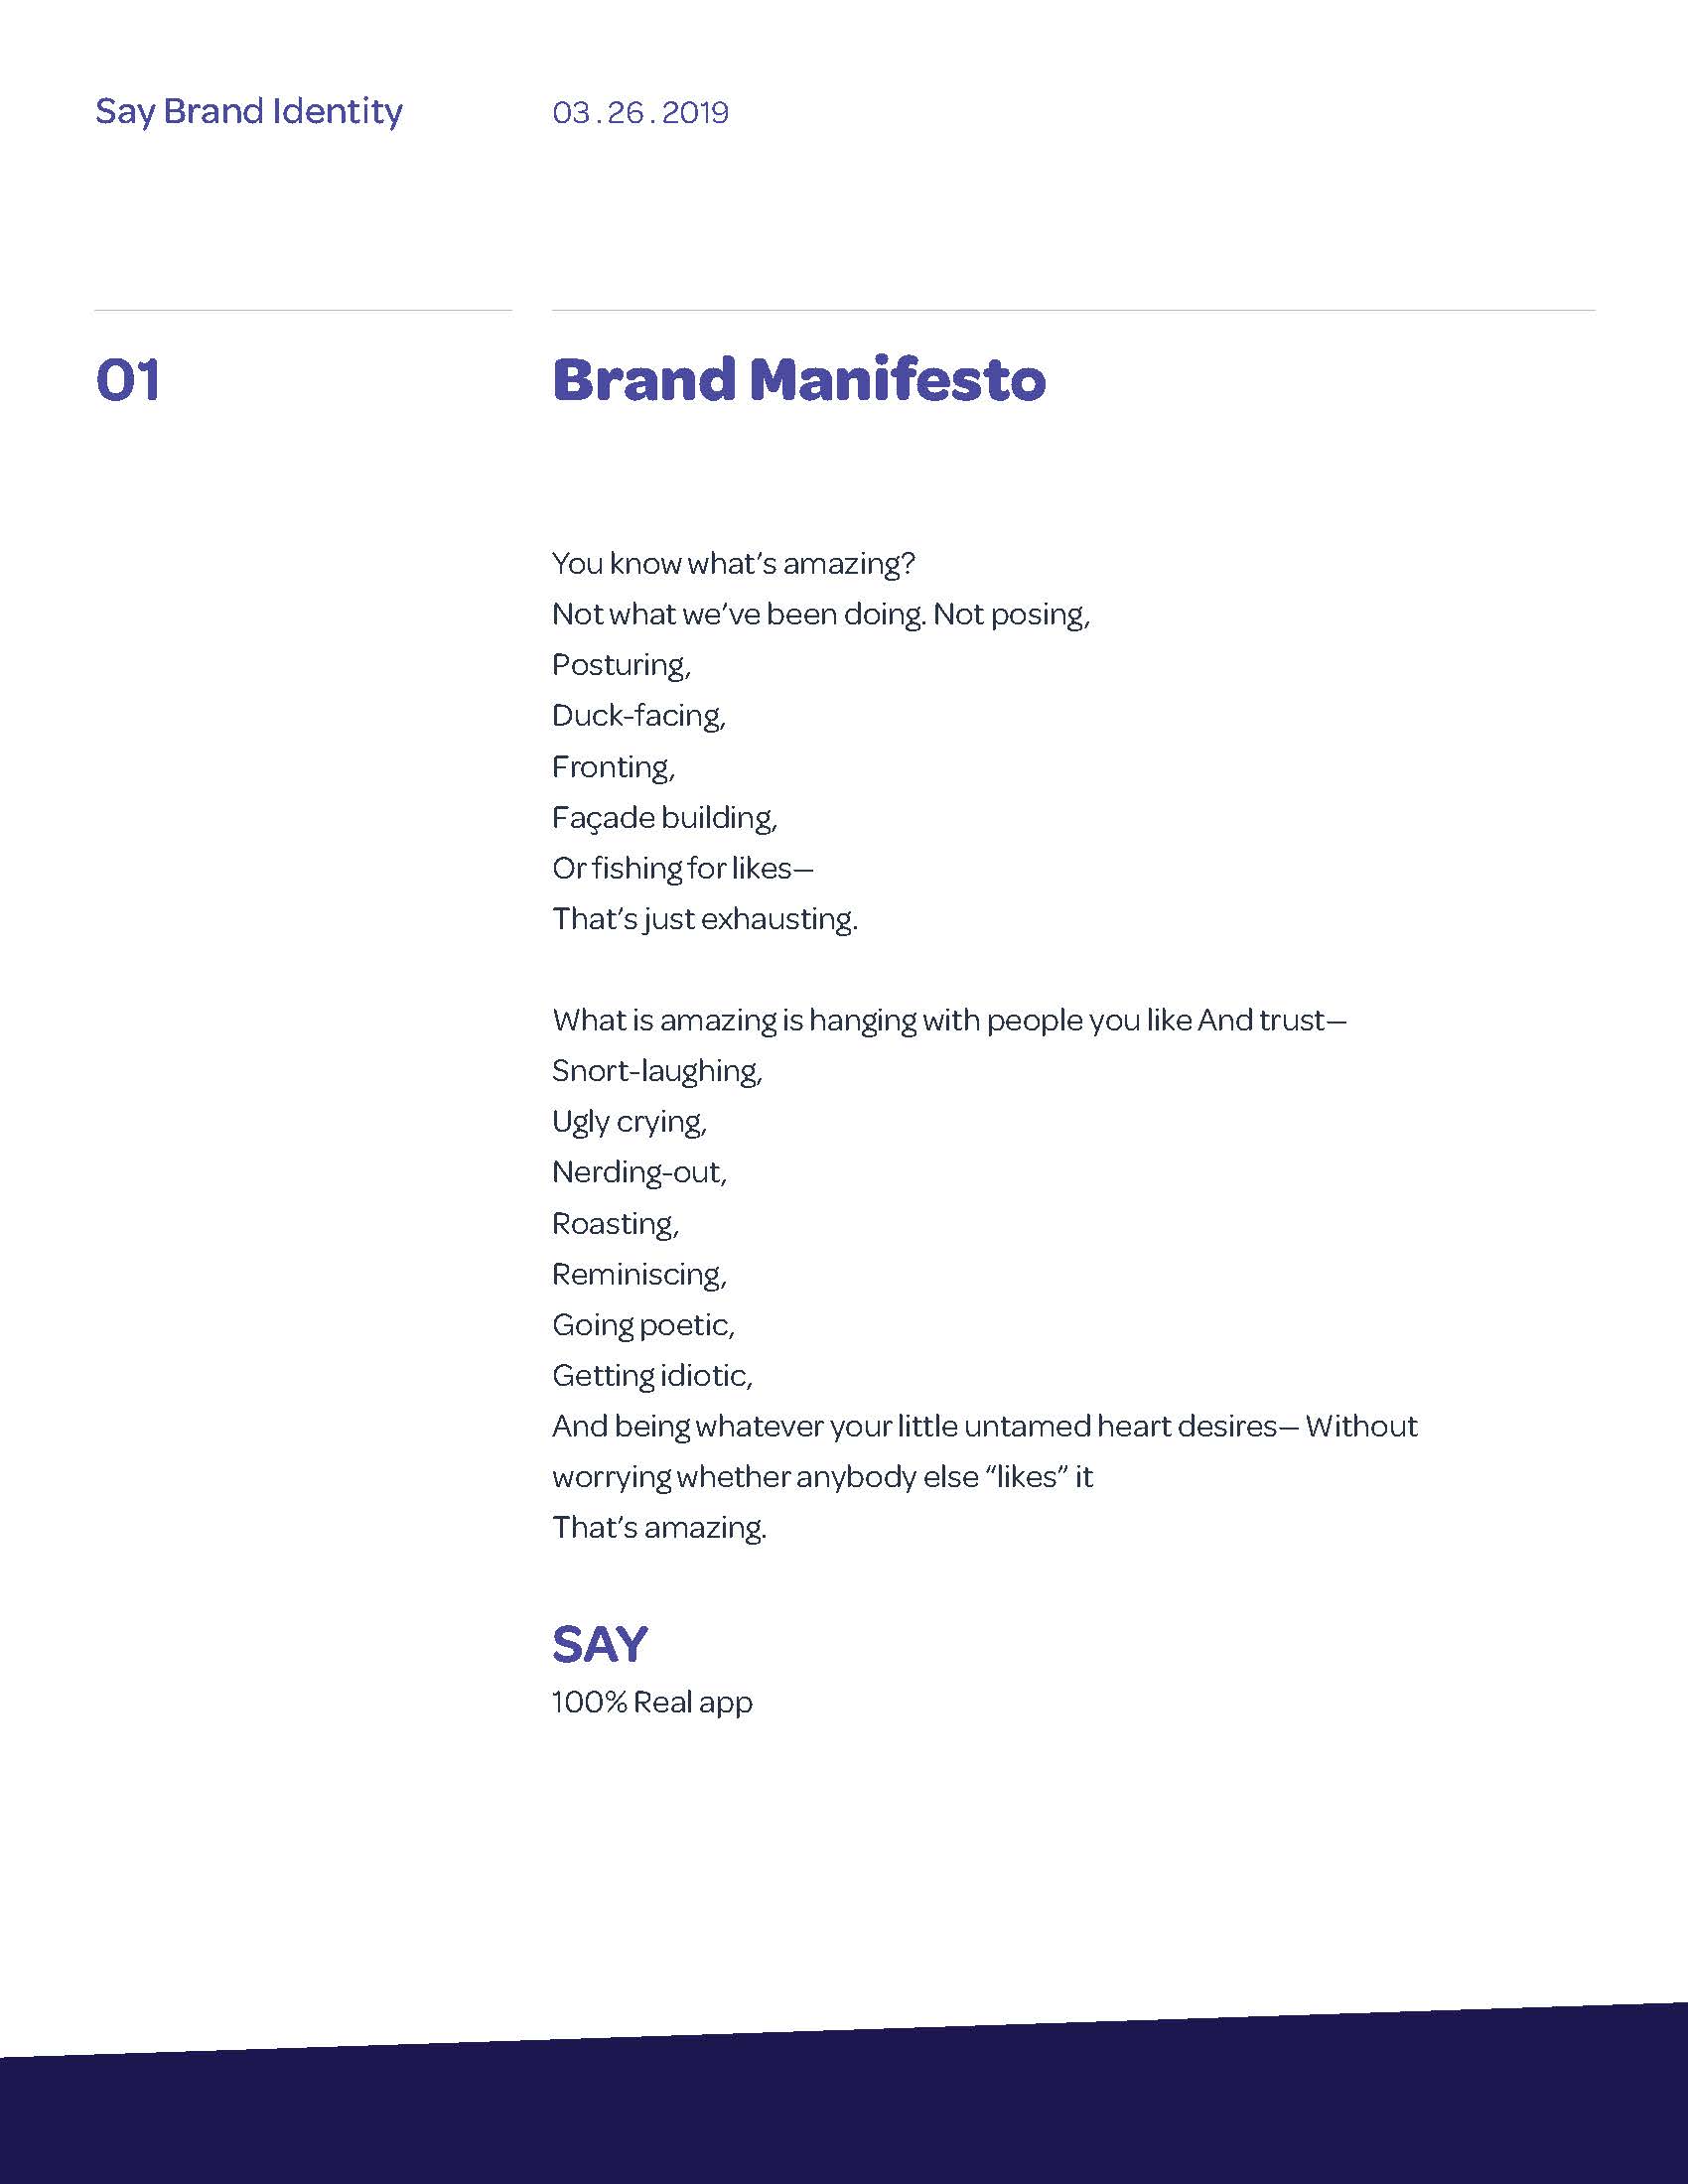 Say Brand Identity
03.26.2019
01
Brand Manifesto
You know what’s amazing?
Not what we’ve been doing. Not posing,
Posturing,
Duck-facing,
Fronting,
Façade building,
Or fishing for likes—
That’s just exhausting.
What is amazing is hanging with people you like And trust—
Snort-laughing,
Ugly crying,
Nerding-out,
Roasting,
Reminiscing,
Going poetic,
Getting idiotic,
And being whatever your little untamed heart desires— Without
worrying whether anybody else “likes” it
That’s amazing.
SAY
100% Real app